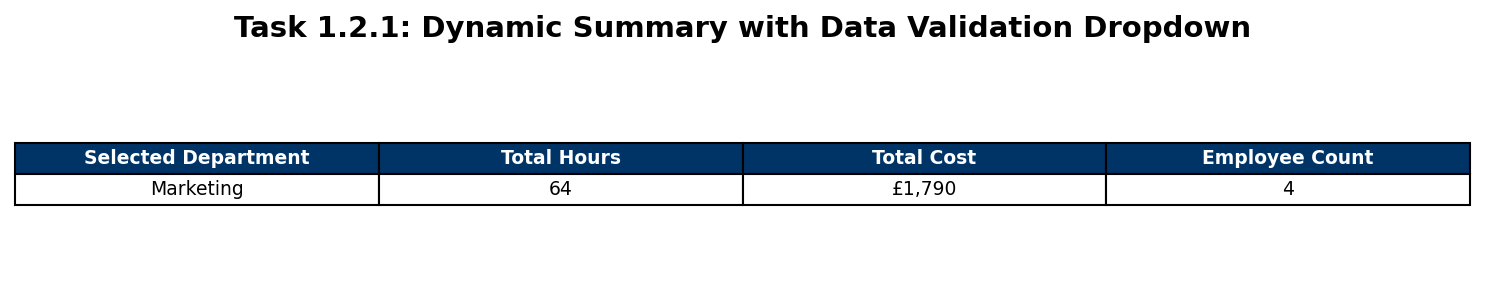 Task 1.2.1: Dynamic Summary with Data Validation Dropdown
Selected Department Total Hours Total Cost Employee Count
Marketing 64 £1,790 4